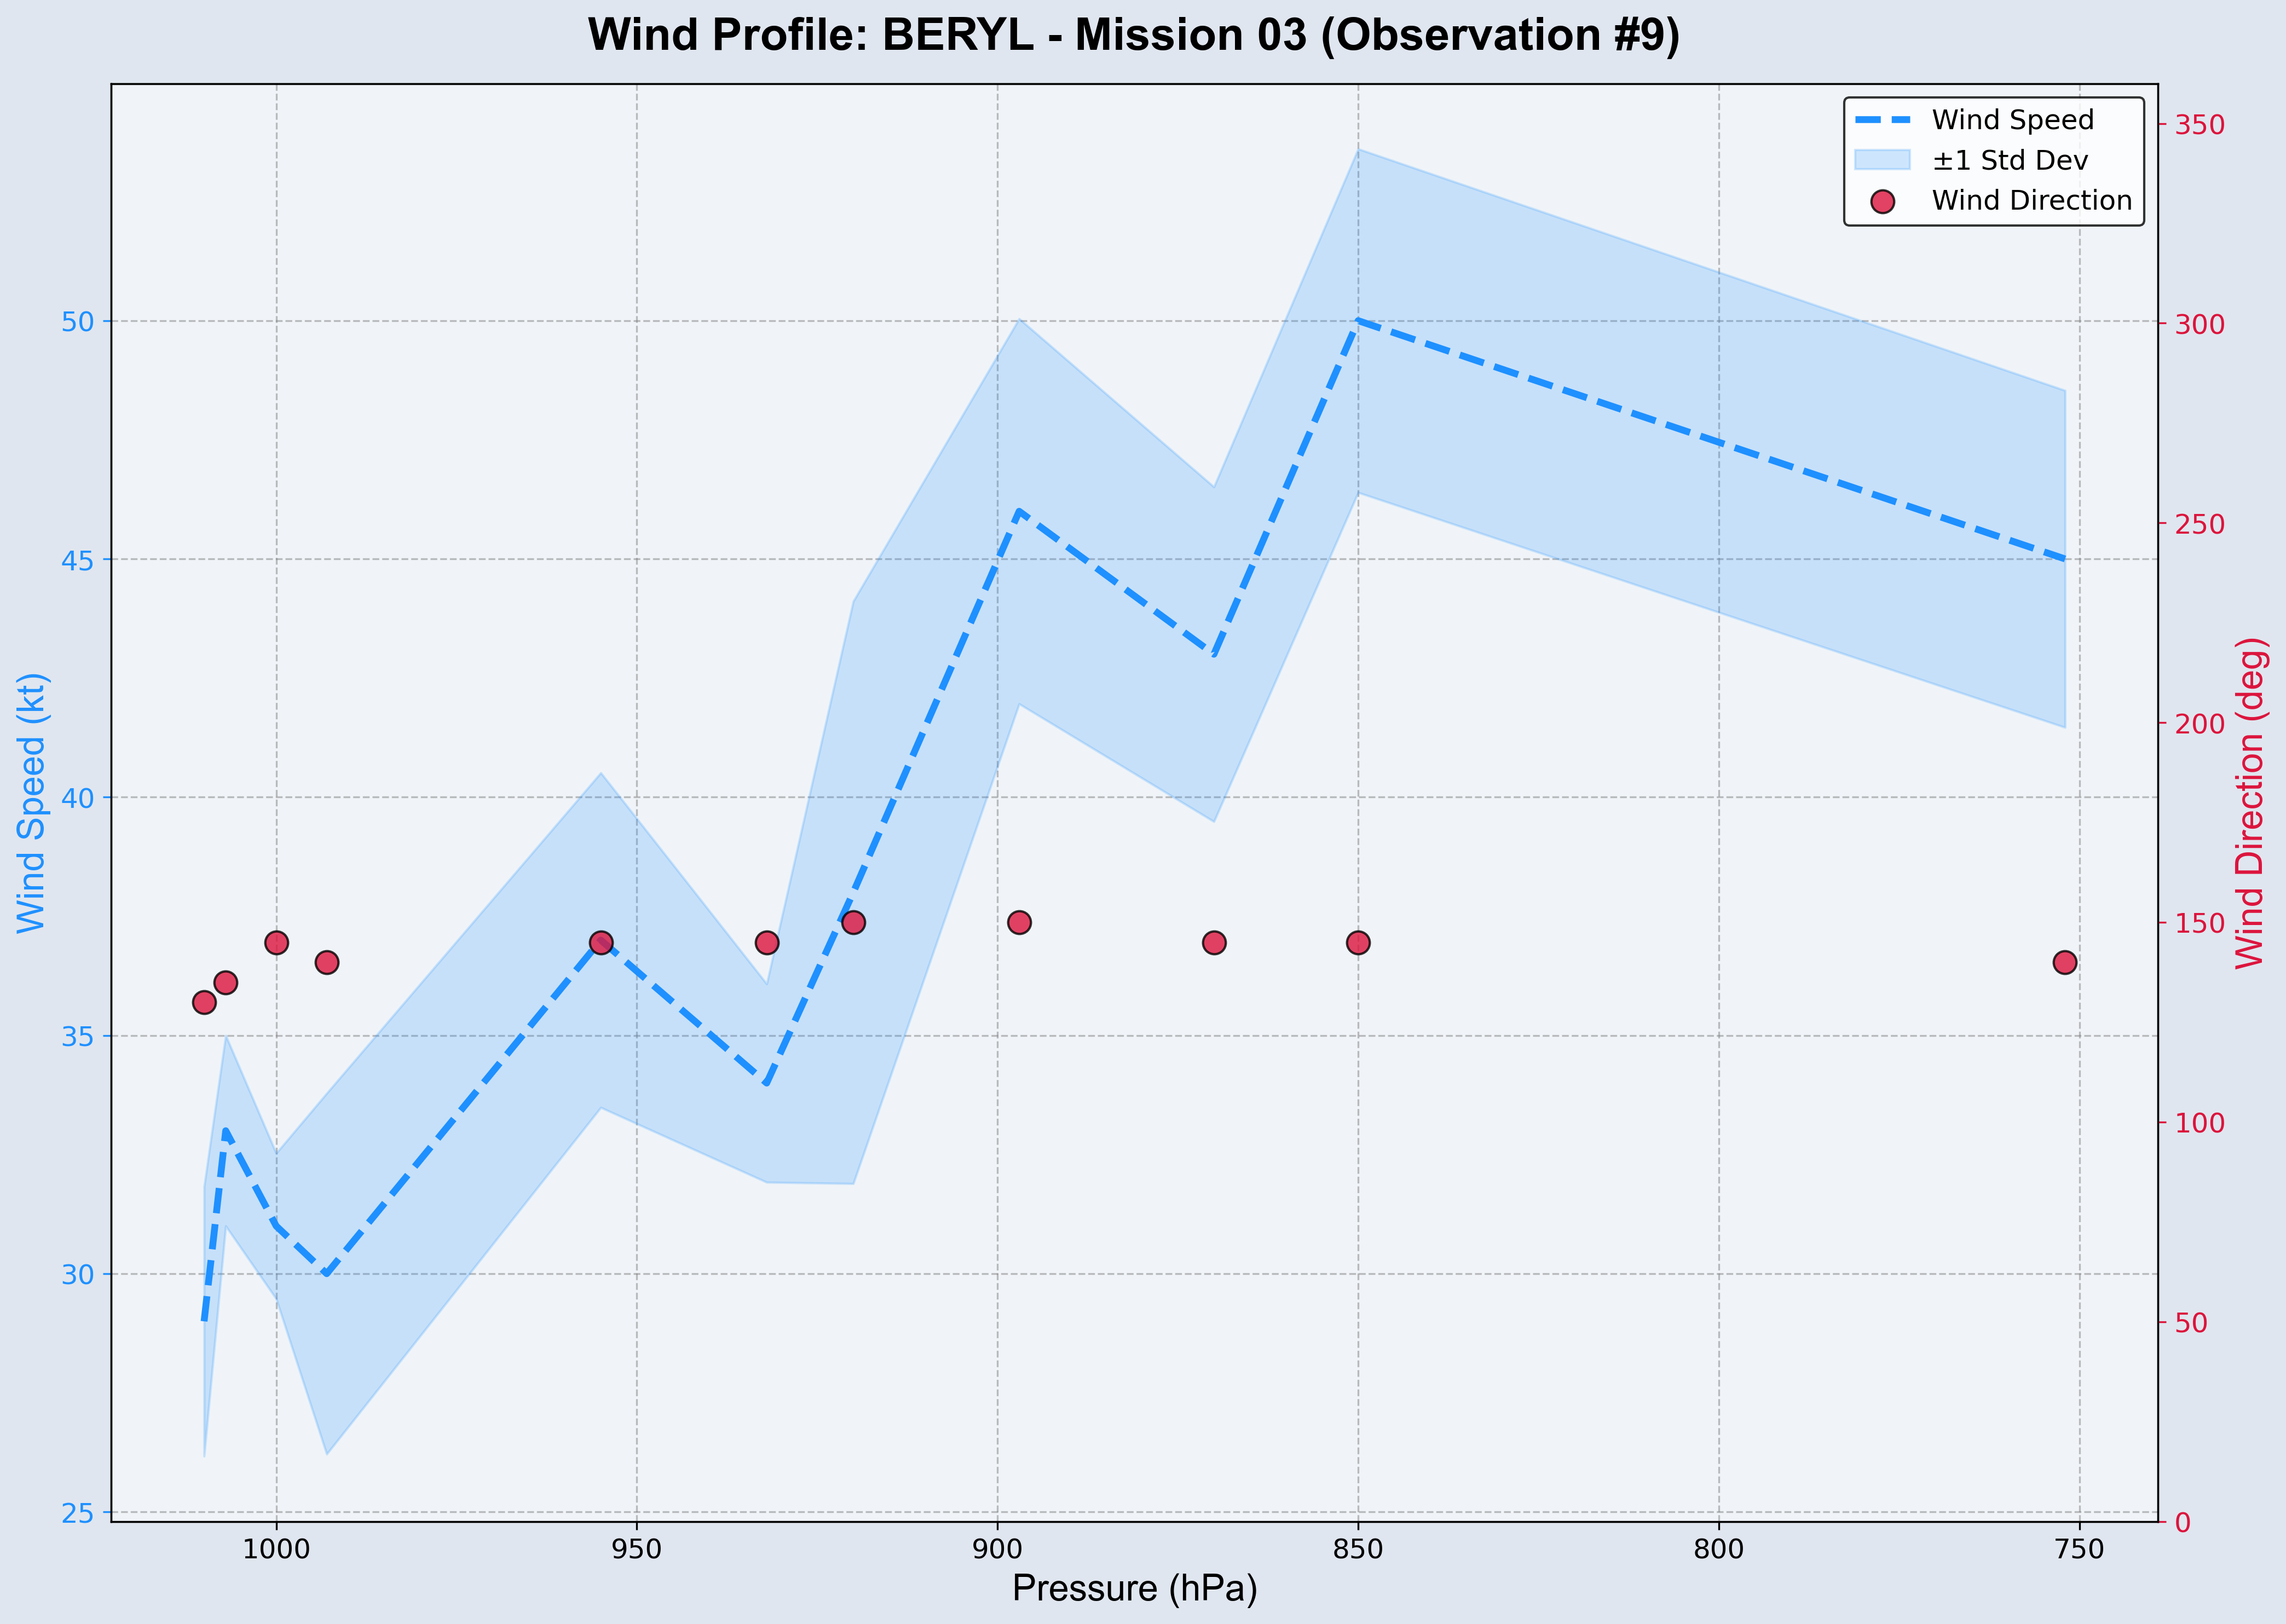 Wind Profile: BERYL - Mission 03 (Observation #9)
Wind Speed
±1 Std Dev
Wind Direction
Wind Speed (kt)
50
45
40
35
30
25
350
300
250
200
150
100
50
0
Wind Direction (deg)
1000
950
900
850
800
750
Pressure (hPa)